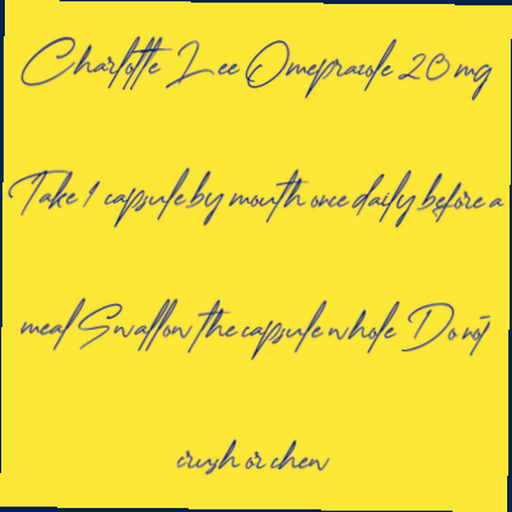 Charlotte Lee Omeprazole 20 mg
Take 1 capsule by mouth once daily before a
meal Swallow the capsule whole Do not
crush or chew